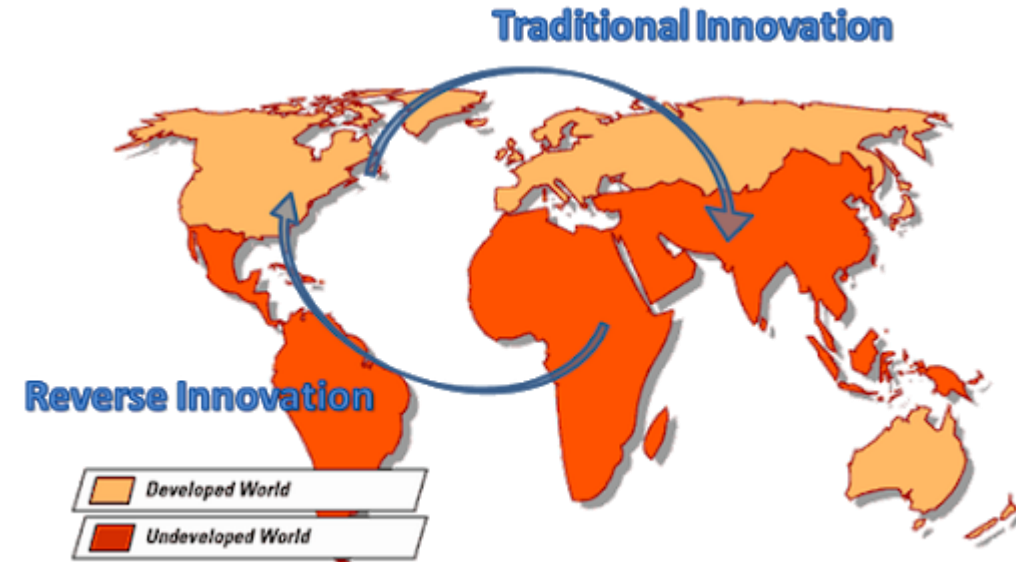 Traditional Innovation
Reverse Innovation
Developed World
Undeveloped World